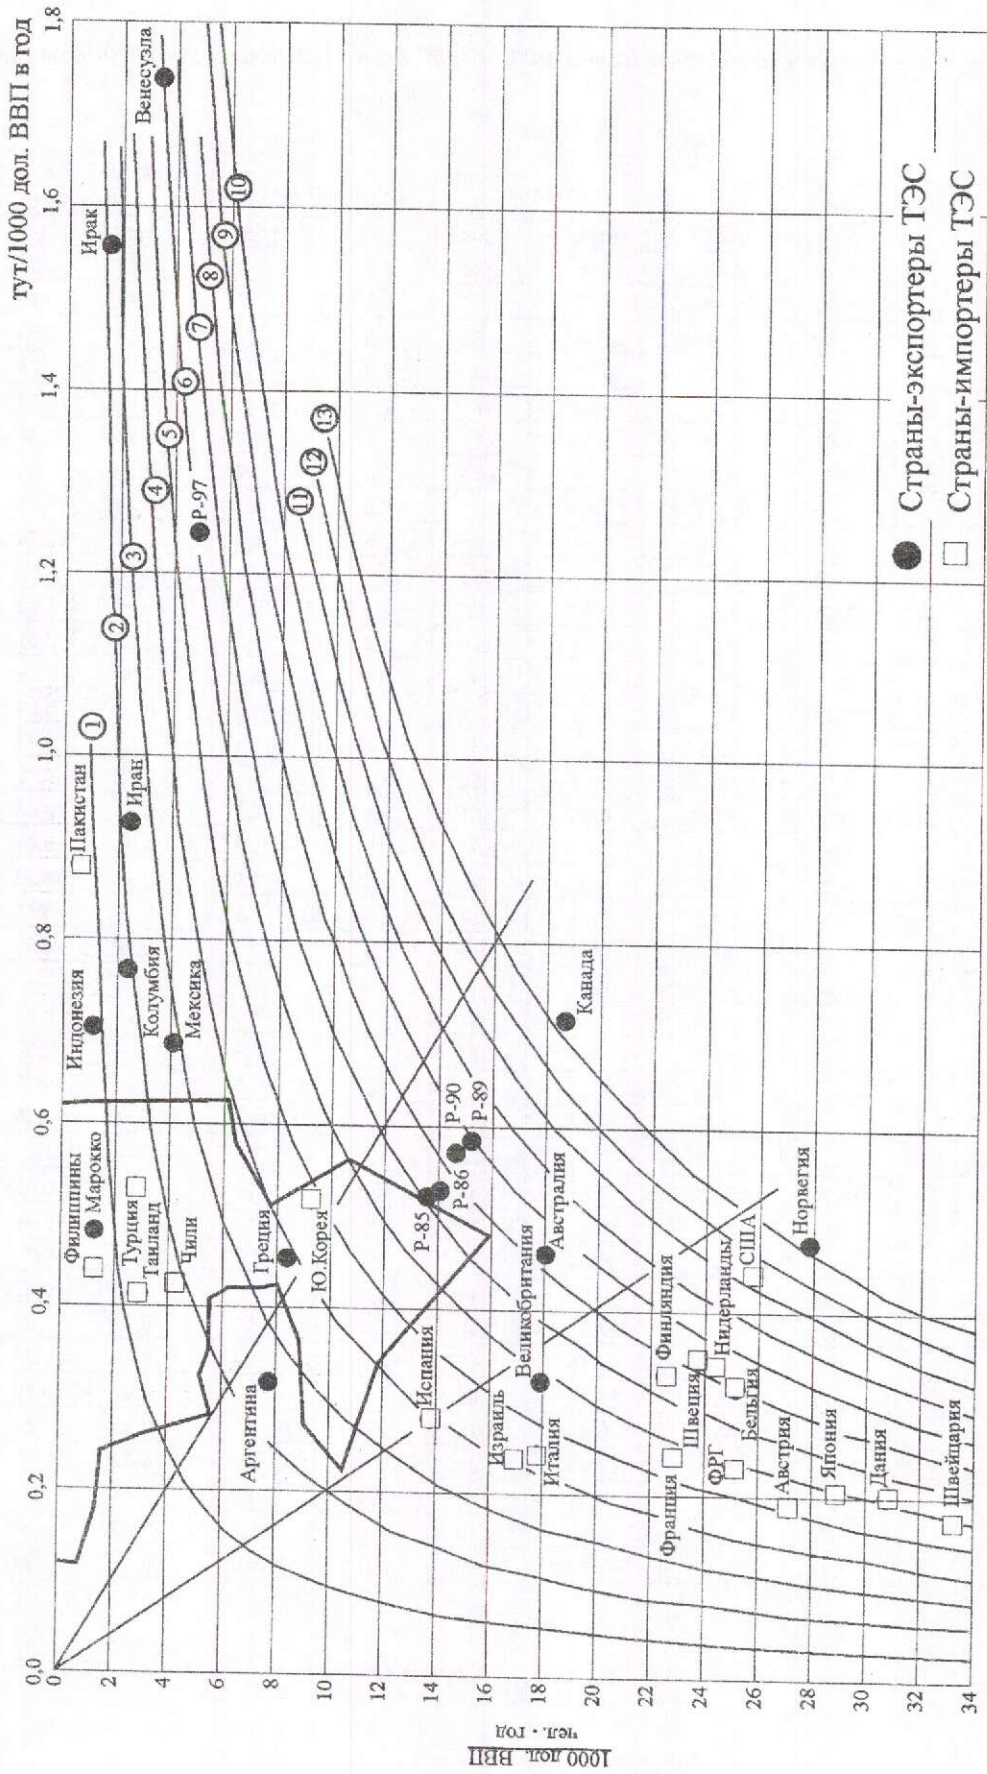 тут/1000 дол. ВВП в год
0,0
0,2
0,4
0,6
0,8
1,0
1,2
1,4
1,6
1,8
1000 дол. ВВП
чел. · год
0
2
4
6
8
10
12
14
16
18
20
22
24
26
28
30
32
34
Филиппины
Марокко
Индонезия
Пакистан
Ирак
Венесуэла
Турция
Таиланд
Чили
Колумбия
Мексика
Иран
Р-97
Аргентина
Греция
Ю.Корея
Испания
Израиль
Италия
Великобритания
Австралия
Р-85
Р-86
Р-90
Р-89
Канада
Франция
Швеция
Финляндия
ФРГ
Бельгия
Нидерланды
США
Норвегия
Австрия
Япония
Дания
Швейцария
1
2
3
4
5
6
7
8
9
10
11
12
13
Страны-экспортеры ТЭС
Страны-импортеры ТЭС